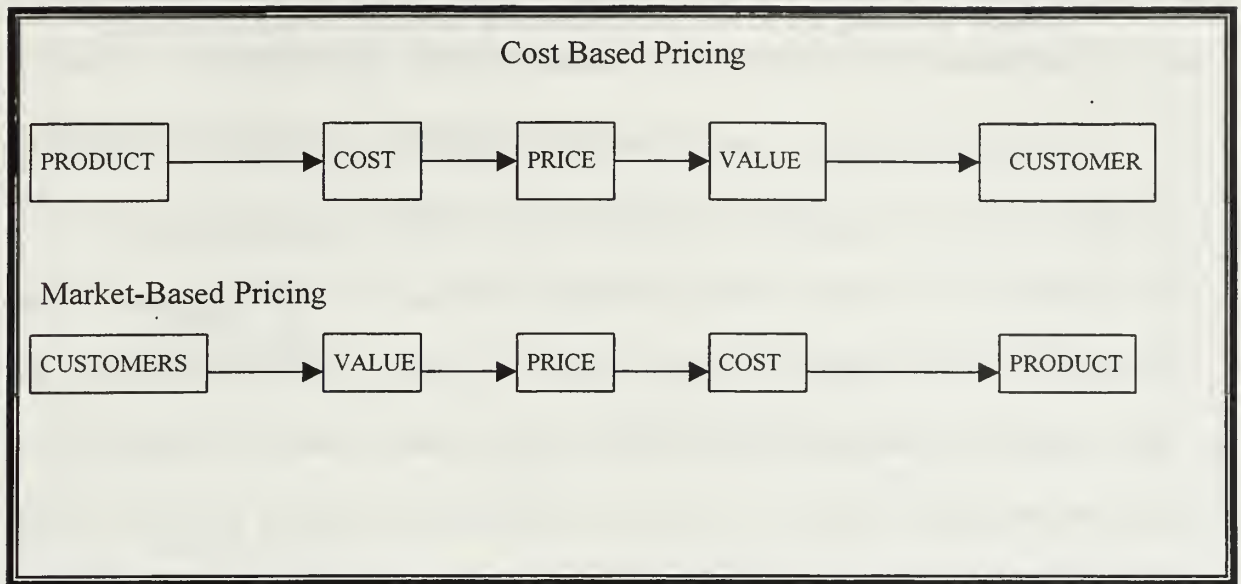 Cost Based Pricing
PRODUCT COST PRICE VALUE CUSTOMER
Market-Based Pricing
CUSTOMERS VALUE PRICE COST PRODUCT